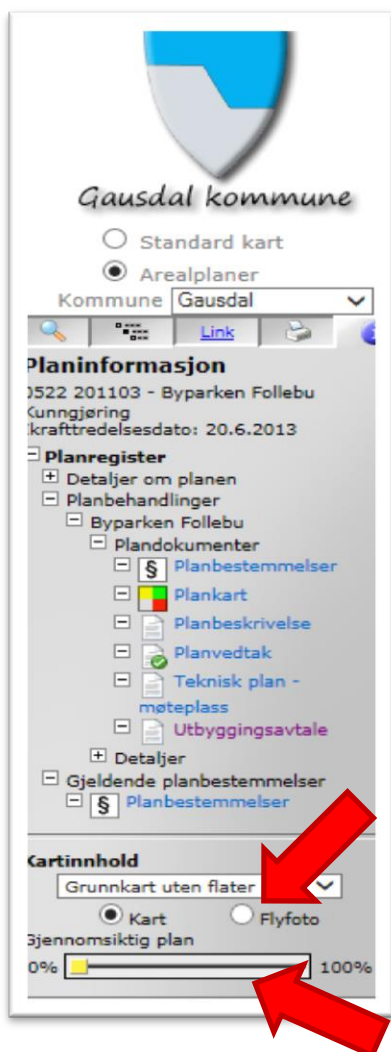 Gausdal kommune
Standard kart
Arealplaner
Kommune Gausdal
Link
Planinformasjon
0522 201103 - Byparken Follebu
Kunngjøring
Ikrafttredelsesdato: 20.6.2013
Planregister
Detaljer om planen
Planbehandlinger
Byparken Follebu
Plandokumenter
§ Planbestemmelser
Plankart
Planbeskrivelse
Planvedtak
Teknisk plan -
møteplass
Utbyggingsavtale
Detaljer
Gjeldende planbestemmelser
§ Planbestemmelser
Kartinnhold
Grunnkart uten flater
Kart Flyfoto
Gjennomsiktig plan
0% 100%